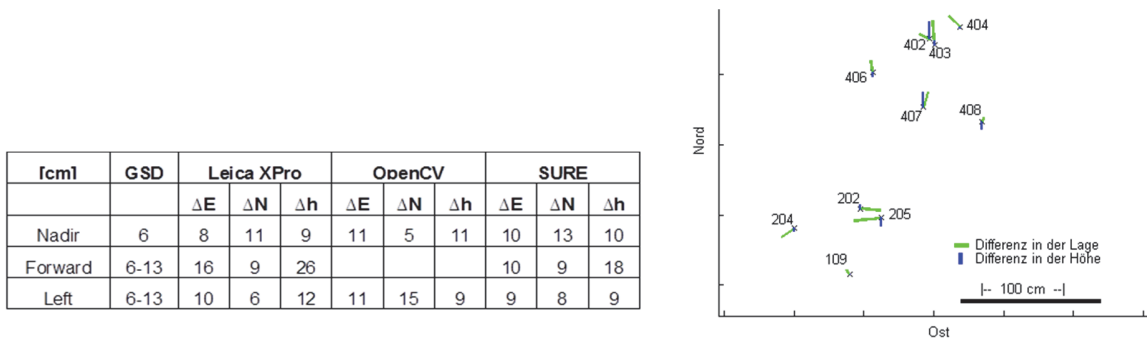 [cm] GSD Leica XPro OpenCV SURE
ΔE ΔN Δh ΔE ΔN Δh ΔE ΔN Δh
Nadir 6 8 11 9 11 5 11 10 13 10
Forward 6-13 16 9 26 10 9 18
Left 6-13 10 6 12 11 15 9 9 8 9
404
402
403
406
407
408
202
205
204
109
Nord
Differenz in der Lage
Differenz in der Höhe
|-- 100 cm --|
Ost